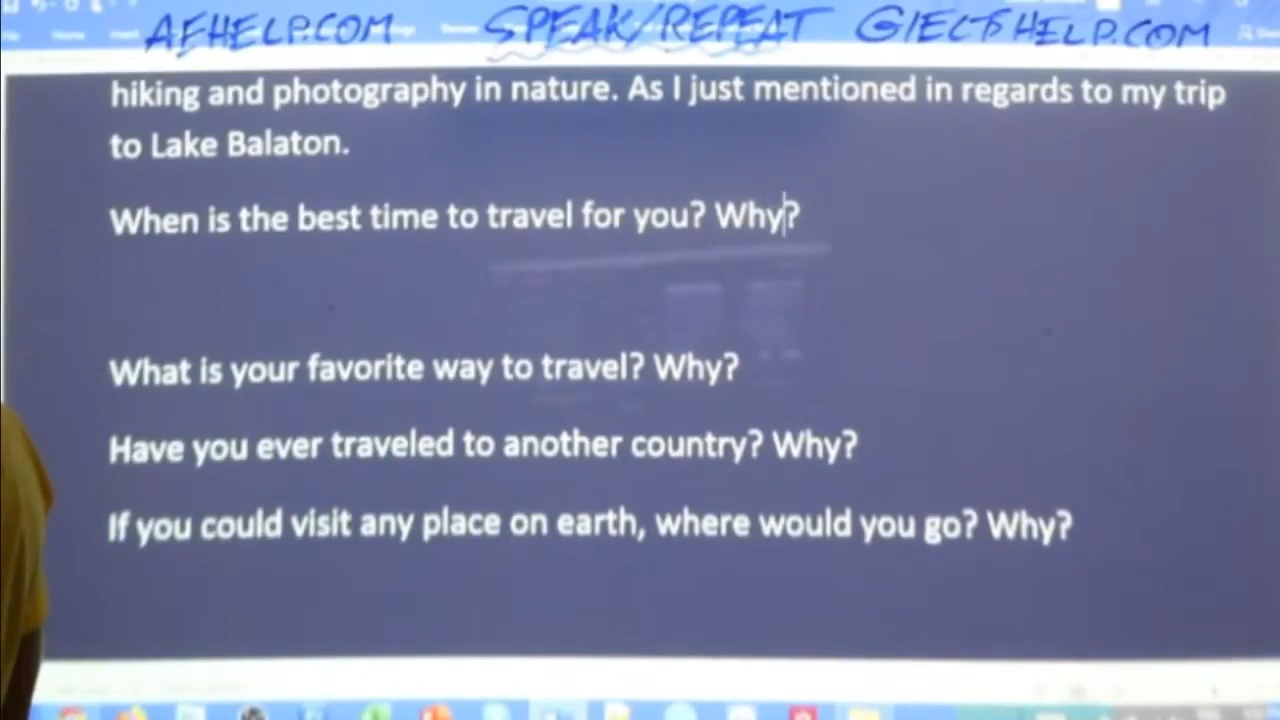 AEHELP.COM SPEAK/REPEAT GIELTSHELP.COM
hiking and photography in nature. As I just mentioned in regards to my trip
to Lake Balaton.
When is the best time to travel for you? Why?
What is your favorite way to travel? Why?
Have you ever traveled to another country? Why?
If you could visit any place on earth, where would you go? Why?